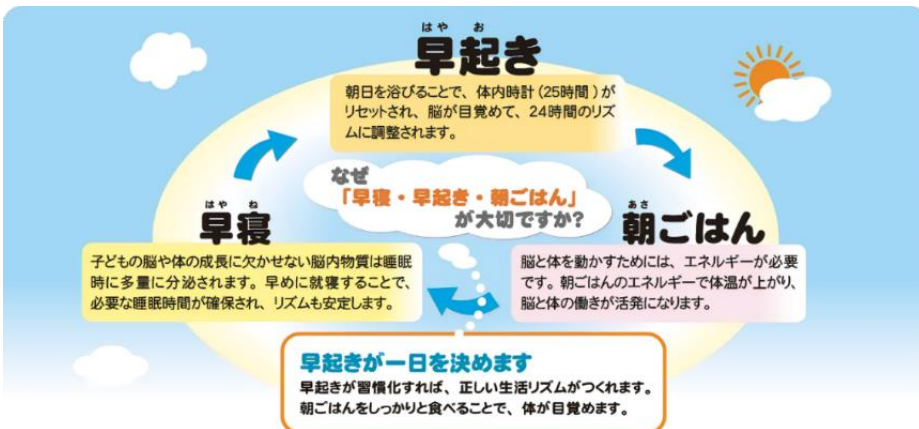 はや お
早起き
朝日を浴びることで、体内時計(25時間)が
リセットされ、脳が目覚めて、24時間のリズ
ムに調整されます。
なぜ
「早寝・早起き・朝ごはん」
が大切ですか?
はや ね
早寝
子どもの脳や体の成長に欠かせない脳内物質は睡眠
時に多量に分泌されます。早めに就寝することで、
必要な睡眠時間が確保され、リズムも安定します。
あさ
朝ごはん
脳と体を動かすためには、エネルギーが必要
です。朝ごはんのエネルギーで体温が上がり、
脳と体の働きが活発になります。
早起きが一日を決めます
早起きが習慣化すれば、正しい生活リズムがつくれます。
朝ごはんをしっかりと食べることで、体が目覚めます。